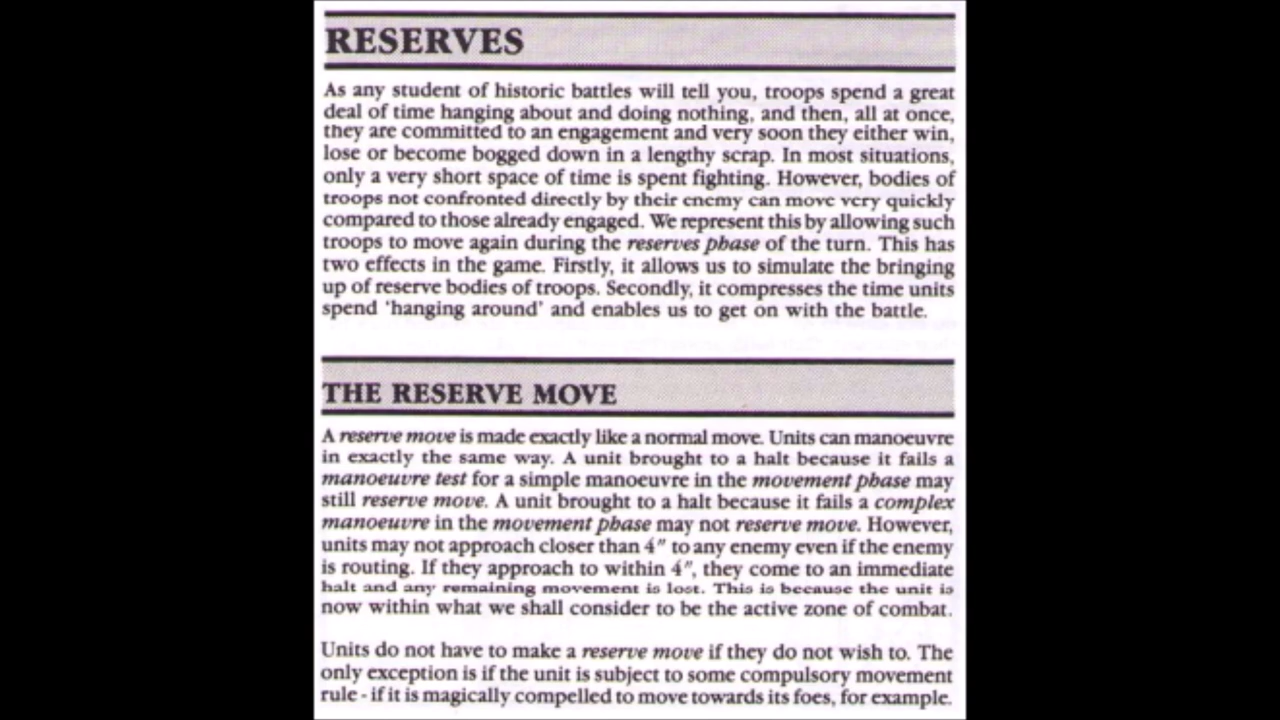 RESERVES
As any student of historic battles will tell you, troops spend a great
deal of time hanging about and doing nothing, and then, all at once,
they are committed to an engagement and very soon they either win,
lose or become bogged down in a lengthy scrap. In most situations,
only a very short space of time is spent fighting. However, bodies of
troops not confronted directly by their enemy can move very quickly
compared to those already engaged. We represent this by allowing such
troops to move again during the reserves phase of the turn. This has
two effects in the game. Firstly, it allows us to simulate the bringing
up of reserve bodies of troops. Secondly, it compresses the time units
spend 'hanging around' and enables us to get on with the battle.
THE RESERVE MOVE
A reserve move is made exactly like a normal move. Units can manoeuvre
in exactly the same way. A unit brought to a halt because it fails a
manoeuvre test for a simple manoeuvre in the movement phase may
still reserve move. A unit brought to a halt because it fails a complex
manoeuvre in the movement phase may not reserve move. However,
units may not approach closer than 4" to any enemy even if the enemy
is routing. If they approach to within 4", they come to an immediate
halt and any remaining movement is lost. This is because the unit is
now within what we shall consider to be the active zone of combat.
Units do not have to make a reserve move if they do not wish to. The
only exception is if the unit is subject to some compulsory movement
rule - if it is magically compelled to move towards its foes, for example.